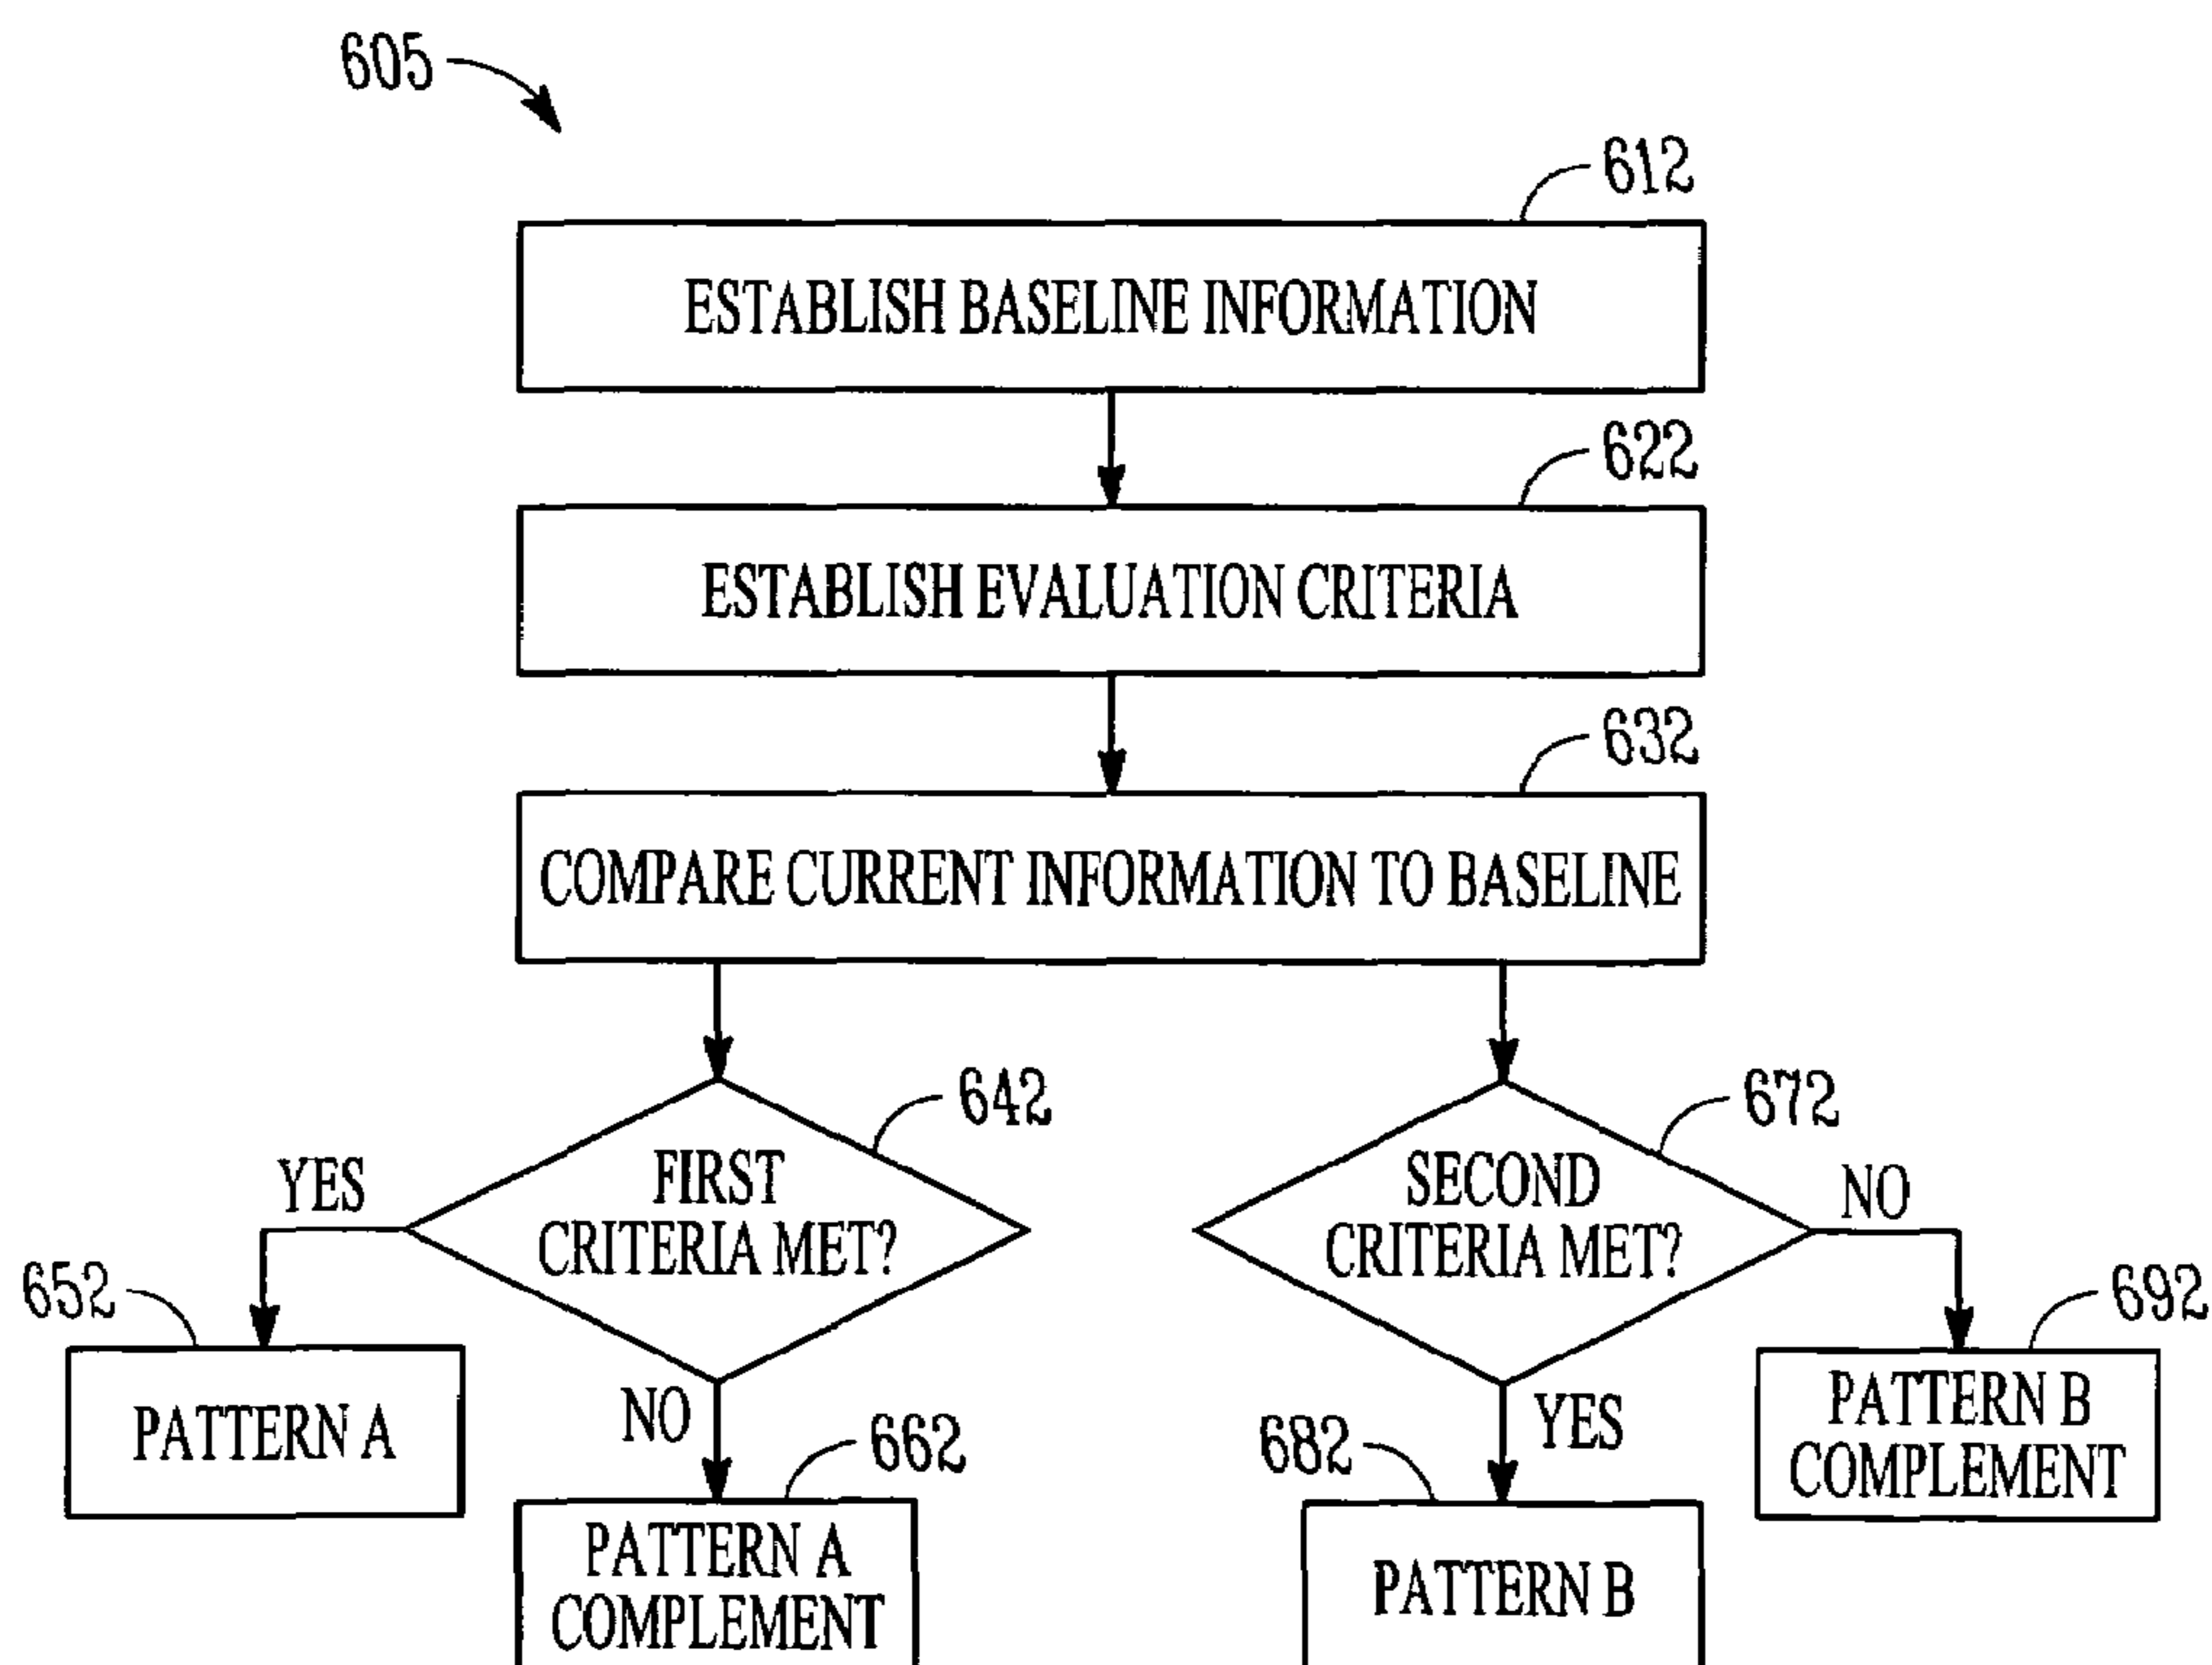 605
612
ESTABLISH BASELINE INFORMATION
622
ESTABLISH EVALUATION CRITERIA
632
COMPARE CURRENT INFORMATION TO BASELINE
642
672
YES
FIRST
CRITERIA MET?
SECOND
CRITERIA MET?
NO
652
692
PATTERN A
NO
662
682
YES
PATTERN B
COMPLEMENT
PATTERN A
COMPLEMENT
PATTERN B